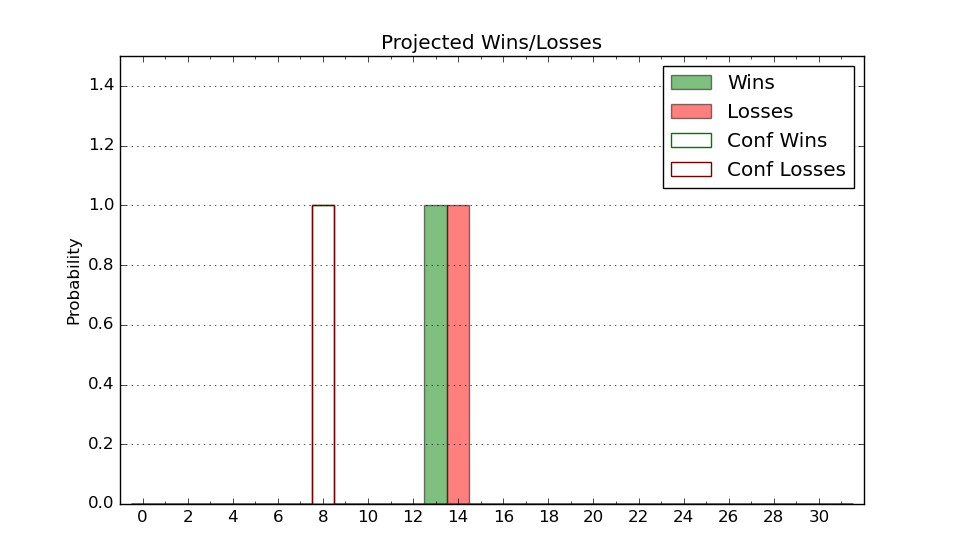 Projected Wins/Losses
Wins
Losses
Conf Wins
Conf Losses
Probability
1.4
1.2
1.0
0.8
0.6
0.4
0.2
0.0
0 2 4 6 8 10 12 14 16 18 20 22 24 26 28 30